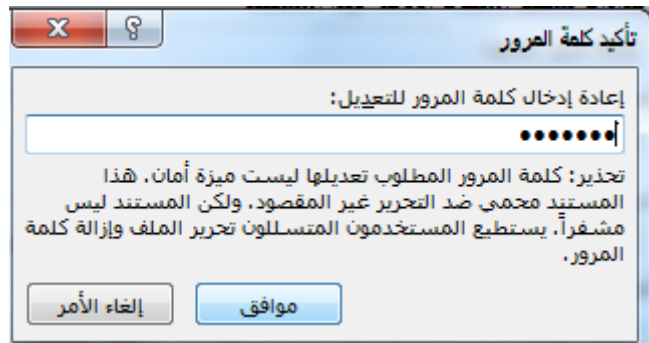 تأكيد كلمة المرور
إعادة إدخال كلمة المرور للتعديل:
•••••••
تحذير: كلمة المرور المطلوب تعديلها ليست ميزة أمان. هذا
المستند محمي ضد التحرير غير المقصود. ولكن المستند ليس
مشفراً. يستطيع المستخدمون المتسللون تحرير الملف وإزالة كلمة
المرور.
موافق إلغاء الأمر